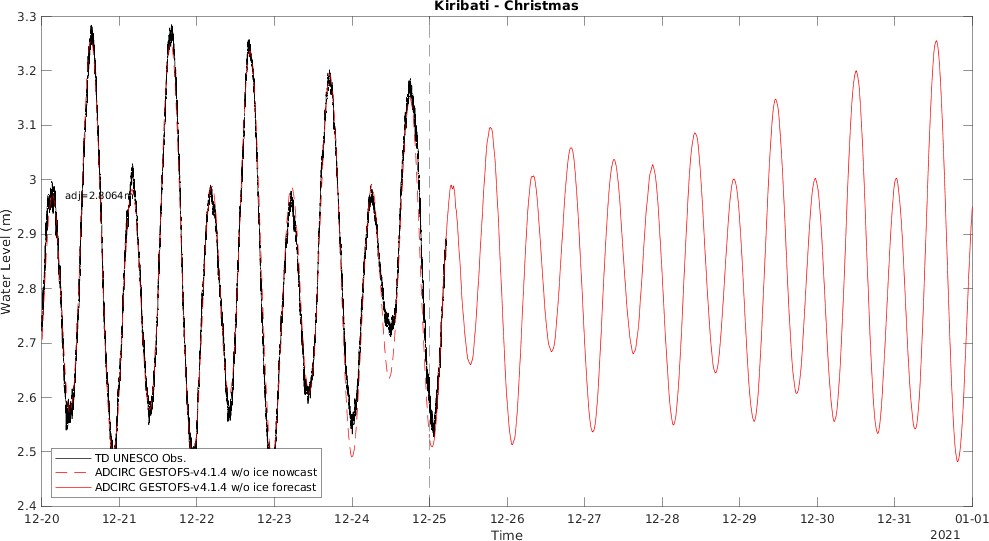 Kiribati - Christmas
3.3
3.2
3.1
3
2.9
2.8
2.7
2.6
2.5
2.4
Water Level (m)
adj=2.8064m
TD UNESCO Obs.
ADCIRC GESTOFS-v4.1.4 w/o ice nowcast
ADCIRC GESTOFS-v4.1.4 w/o ice forecast
12-20 12-21 12-22 12-23 12-24 12-25 12-26 12-27 12-28 12-29 12-30 12-31 01-01
Time
2021